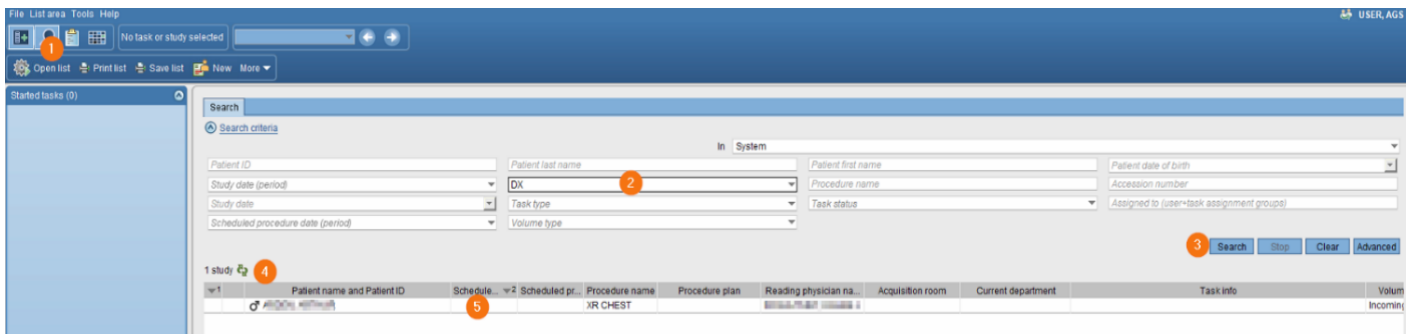 File List area Tools Help
USER, AGS
No task or study selected
1
Open list Print list Save list New More
Started tasks (0)
Search
Search criteria
In System
Patient ID Patient last name Patient first name Patient date of birth
Study date (period) DX 2 Procedure name Accession number
Study date Task type Task status Assigned to (user+task assignment groups)
Scheduled procedure date (period) Volume type
3 Search Stop Clear Advanced
1 study 4
1 Patient name and Patient ID Schedule... 2 Scheduled pr... Procedure name Procedure plan Reading physician na... Acquisition room Current department Task info Volum
5 XR CHEST Incoming